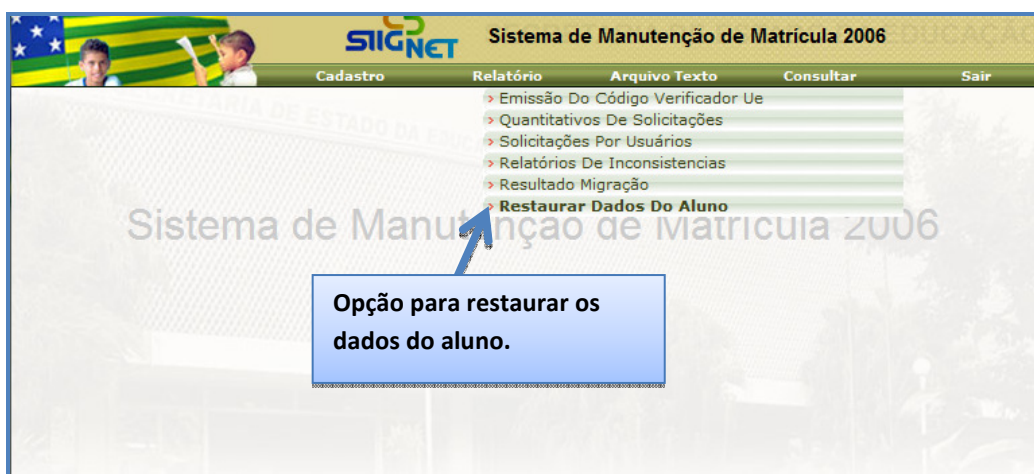 SIIGNET
Sistema de Manutenção de Matrícula 2006
Cadastro Relatório Arquivo Texto Consultar Sair
> Emissão Do Código Verificador Ue
> Quantitativos De Solicitações
> Solicitações Por Usuários
> Relatórios De Inconsistencias
> Resultado Migração
> Restaurar Dados Do Aluno
Sistema de Manutenção de Matrícula 2006
Opção para restaurar os
dados do aluno.